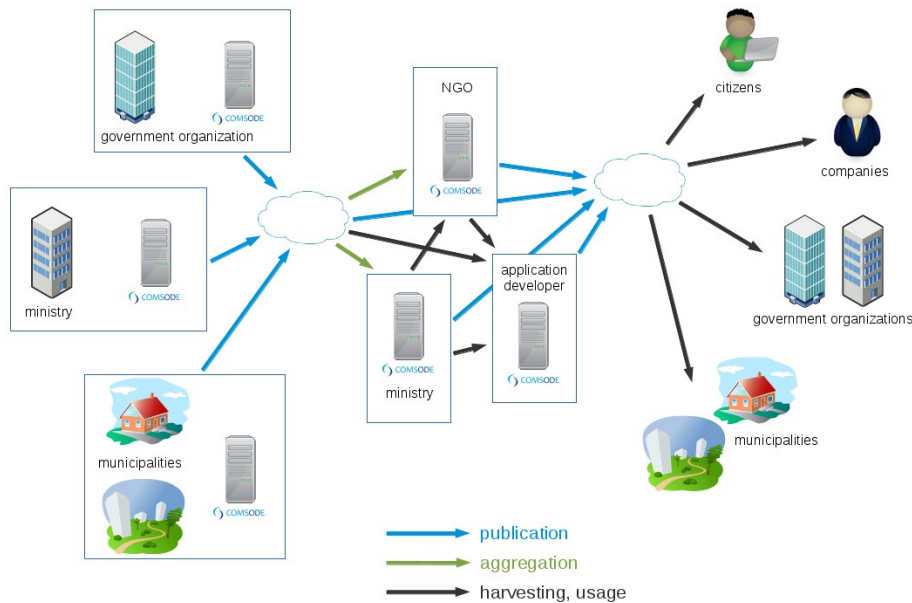 COMSODE
government organization
COMSODE
ministry
municipalities
COMSODE
NGO
COMSODE
COMSODE
ministry
application
developer
COMSODE
citizens
companies
government organizations
municipalities
publication
aggregation
harvesting, usage